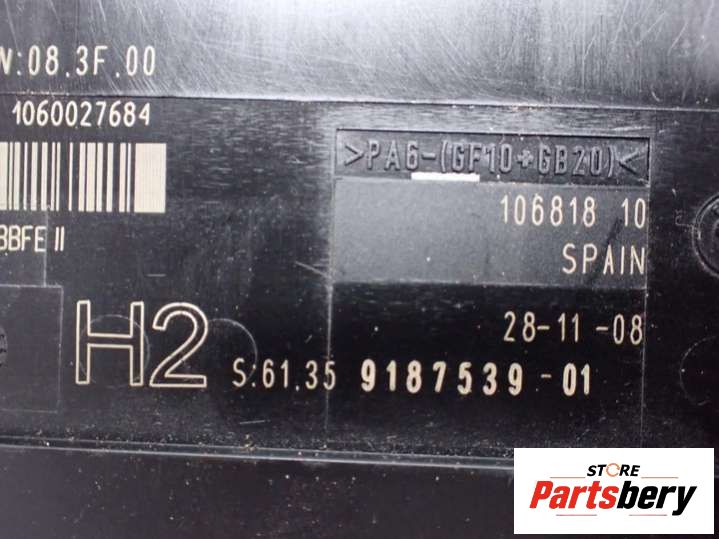 :08.3F.00
1060027684
>PA6-(GF10+GB20)<
106818 10
SPAIN
BBFE II
28-11-08
H2
S:61.35 9187539-01
STORE
Partsbery